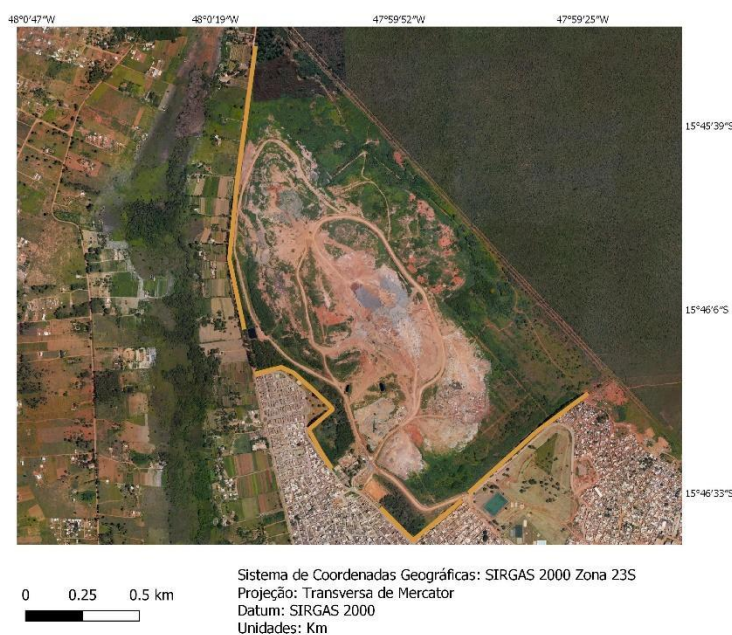 48°0'47"W
48°0'19"W
47°59'52"W
47°59'25"W
15°45'39"S
15°46'6"S
15°46'33"S
0 0.25 0.5 km
Sistema de Coordenadas Geográficas: SIRGAS 2000 Zona 23S
Projeção: Transversa de Mercator
Datum: SIRGAS 2000
Unidades: Km